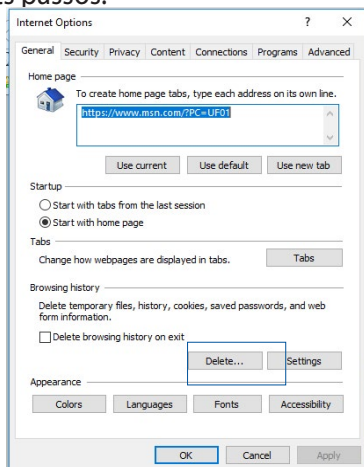 passos.
Internet Options ? ×
General Security Privacy Content Connections Programs Advanced
Home page
To create home page tabs, type each address on its own line.
https://www.msn.com/?PC=UF01
Use current Use default Use new tab
Startup
Start with tabs from the last session
Start with home page
Tabs
Change how webpages are displayed in tabs. Tabs
Browsing history
Delete temporary files, history, cookies, saved passwords, and web
form information.
Delete browsing history on exit
Delete... Settings
Appearance
Colors Languages Fonts Accessibility
OK Cancel Apply